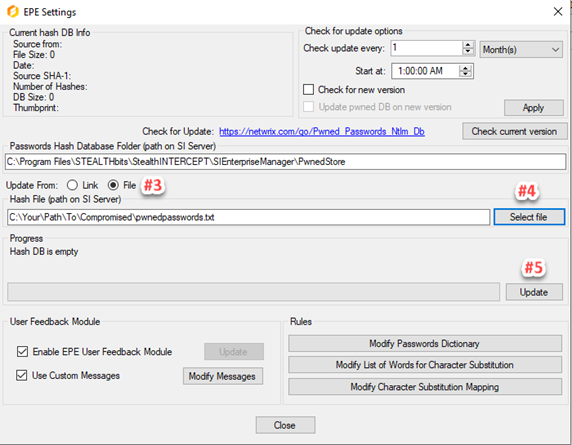 EPE Settings
Current hash DB Info
Source from:
File Size: 0
Date:
Source SHA-1:
Number of Hashes:
DB Size: 0
Thumbprint:
Check for update options
Check update every: 1 Month(s)
Start at: 1:00:00 AM
Check for new version
Update pwned DB on new version
Apply
Check for Update: https://netwrix.com/go/Pwned_Passwords_Ntlm_Db Check current version
Passwords Hash Database Folder (path on SI Server)
C:\Program Files\STEALTHbits\StealthINTERCEPT\SIEnterpriseManager\PwnedStore
Update From: Link File #3
#4
Hash File (path on SI Server)
C:\Your\Path\To\Compromised\pwnedpasswords.txt Select file
Progress
Hash DB is empty
#5
Update
User Feedback Module
Enable EPE User Feedback Module Update
Use Custom Messages Modify Messages
Rules
Modify Passwords Dictionary
Modify List of Words for Character Substitution
Modify Character Substitution Mapping
Close